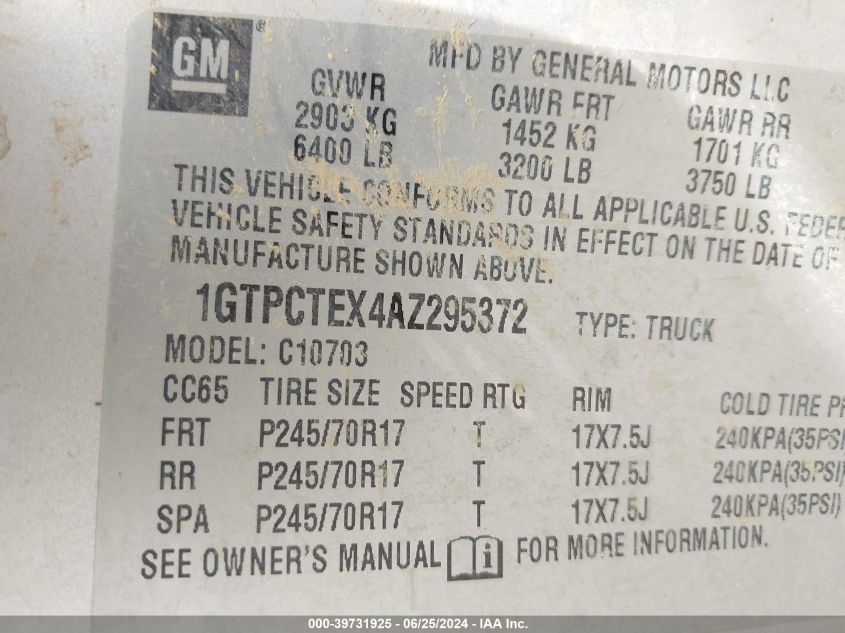 GM
MFD BY GENERAL MOTORS LLC
GVWR GAWR FRT GAWR RR
2903 KG 1452 KG 1701 KG
6400 LB 3200 LB 3750 LB
THIS VEHICLE CONFORMS TO ALL APPLICABLE U.S. FEDER
VEHICLE SAFETY STANDARDS IN EFFECT ON THE DATE OF
MANUFACTURE SHOWN ABOVE.
1GTPCTEX4AZ295372 TYPE: TRUCK
MODEL: C10703
CC65 TIRE SIZE SPEED RTG RIM COLD TIRE PR
FRT P245/70R17 T 17X7.5J 240KPA(35PSI)
RR P245/70R17 T 17X7.5J 240KPA(35PSI)
SPA P245/70R17 T 17X7.5J 240KPA(35PSI)
SEE OWNER'S MANUAL i FOR MORE INFORMATION.
000-39731925 - 06/25/2024 - IAA Inc.